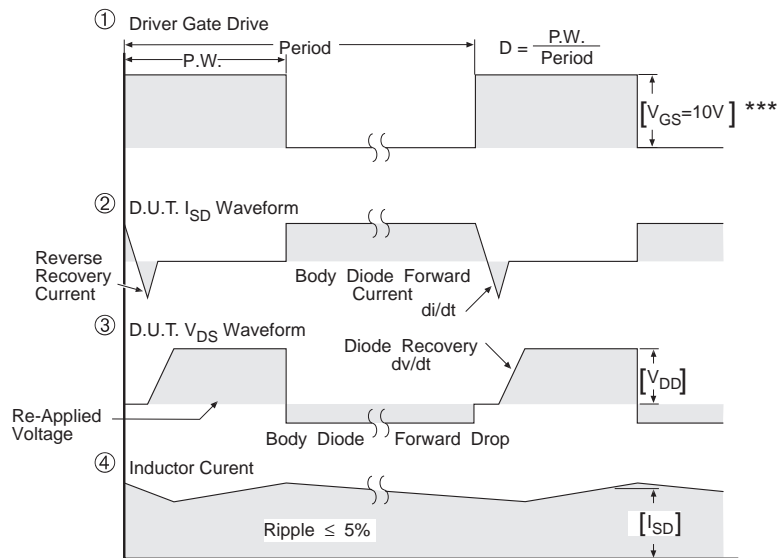 ① Driver Gate Drive
P.W.
Period
D = P.W.
Period
[VGS=10V] ***
② D.U.T. ISD Waveform
Reverse
Recovery
Current
Body Diode Forward
Current
di/dt
③ D.U.T. VDS Waveform
Diode Recovery
dv/dt
[VDD]
Re-Applied
Voltage
Body Diode Forward Drop
④ Inductor Curent
Ripple ≤ 5%
[ISD]